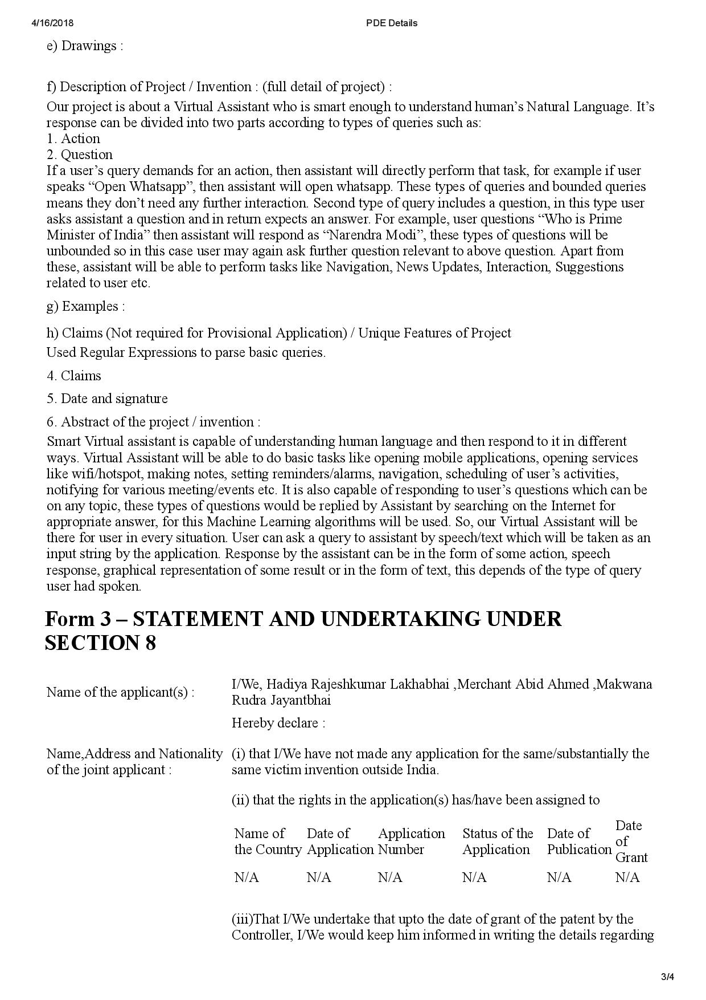 4/16/2018 PDE Details
e) Drawings :
f) Description of Project / Invention : (full detail of project) :
Our project is about a Virtual Assistant who is smart enough to understand human’s Natural Language. It’s
response can be divided into two parts according to types of queries such as:
1. Action
2. Question
If a user’s query demands for an action, then assistant will directly perform that task, for example if user
speaks “Open Whatsapp”, then assistant will open whatsapp. These types of queries and bounded queries
means they don’t need any further interaction. Second type of query includes a question, in this type user
asks assistant a question and in return expects an answer. For example, user questions “Who is Prime
Minister of India” then assistant will respond as “Narendra Modi”, these types of questions will be
unbounded so in this case user may again ask further question relevant to above question. Apart from
these, assistant will be able to perform tasks like Navigation, News Updates, Interaction, Suggestions
related to user etc.
g) Examples :
h) Claims (Not required for Provisional Application) / Unique Features of Project
Used Regular Expressions to parse basic queries.
4. Claims
5. Date and signature
6. Abstract of the project / invention :
Smart Virtual assistant is capable of understanding human language and then respond to it in different
ways. Virtual Assistant will be able to do basic tasks like opening mobile applications, opening services
like wifi/hotspot, making notes, setting reminders/alarms, navigation, scheduling of user’s activities,
notifying for various meeting/events etc. It is also capable of responding to user’s questions which can be
on any topic, these types of questions would be replied by Assistant by searching on the Internet for
appropriate answer, for this Machine Learning algorithms will be used. So, our Virtual Assistant will be
there for user in every situation. User can ask a query to assistant by speech/text which will be taken as an
input string by the application. Response by the assistant can be in the form of some action, speech
response, graphical representation of some result or in the form of text, this depends of the type of query
user had spoken.
Form 3 – STATEMENT AND UNDERTAKING UNDER
SECTION 8
Name of the applicant(s) :
I/We, Hadiya Rajeshkumar Lakhabhai ,Merchant Abid Ahmed ,Makwana
Rudra Jayantbhai
Hereby declare :
Name,Address and Nationality
of the joint applicant :
(i) that I/We have not made any application for the same/substantially the
same victim invention outside India.
(ii) that the rights in the application(s) has/have been assigned to
Name of the Country
Date of Application
Application Number
Status of the Application
Date of Publication
Date of Grant
N/A N/A N/A N/A N/A N/A
(iii)That I/We undertake that upto the date of grant of the patent by the
Controller, I/We would keep him informed in writing the details regarding
3/4